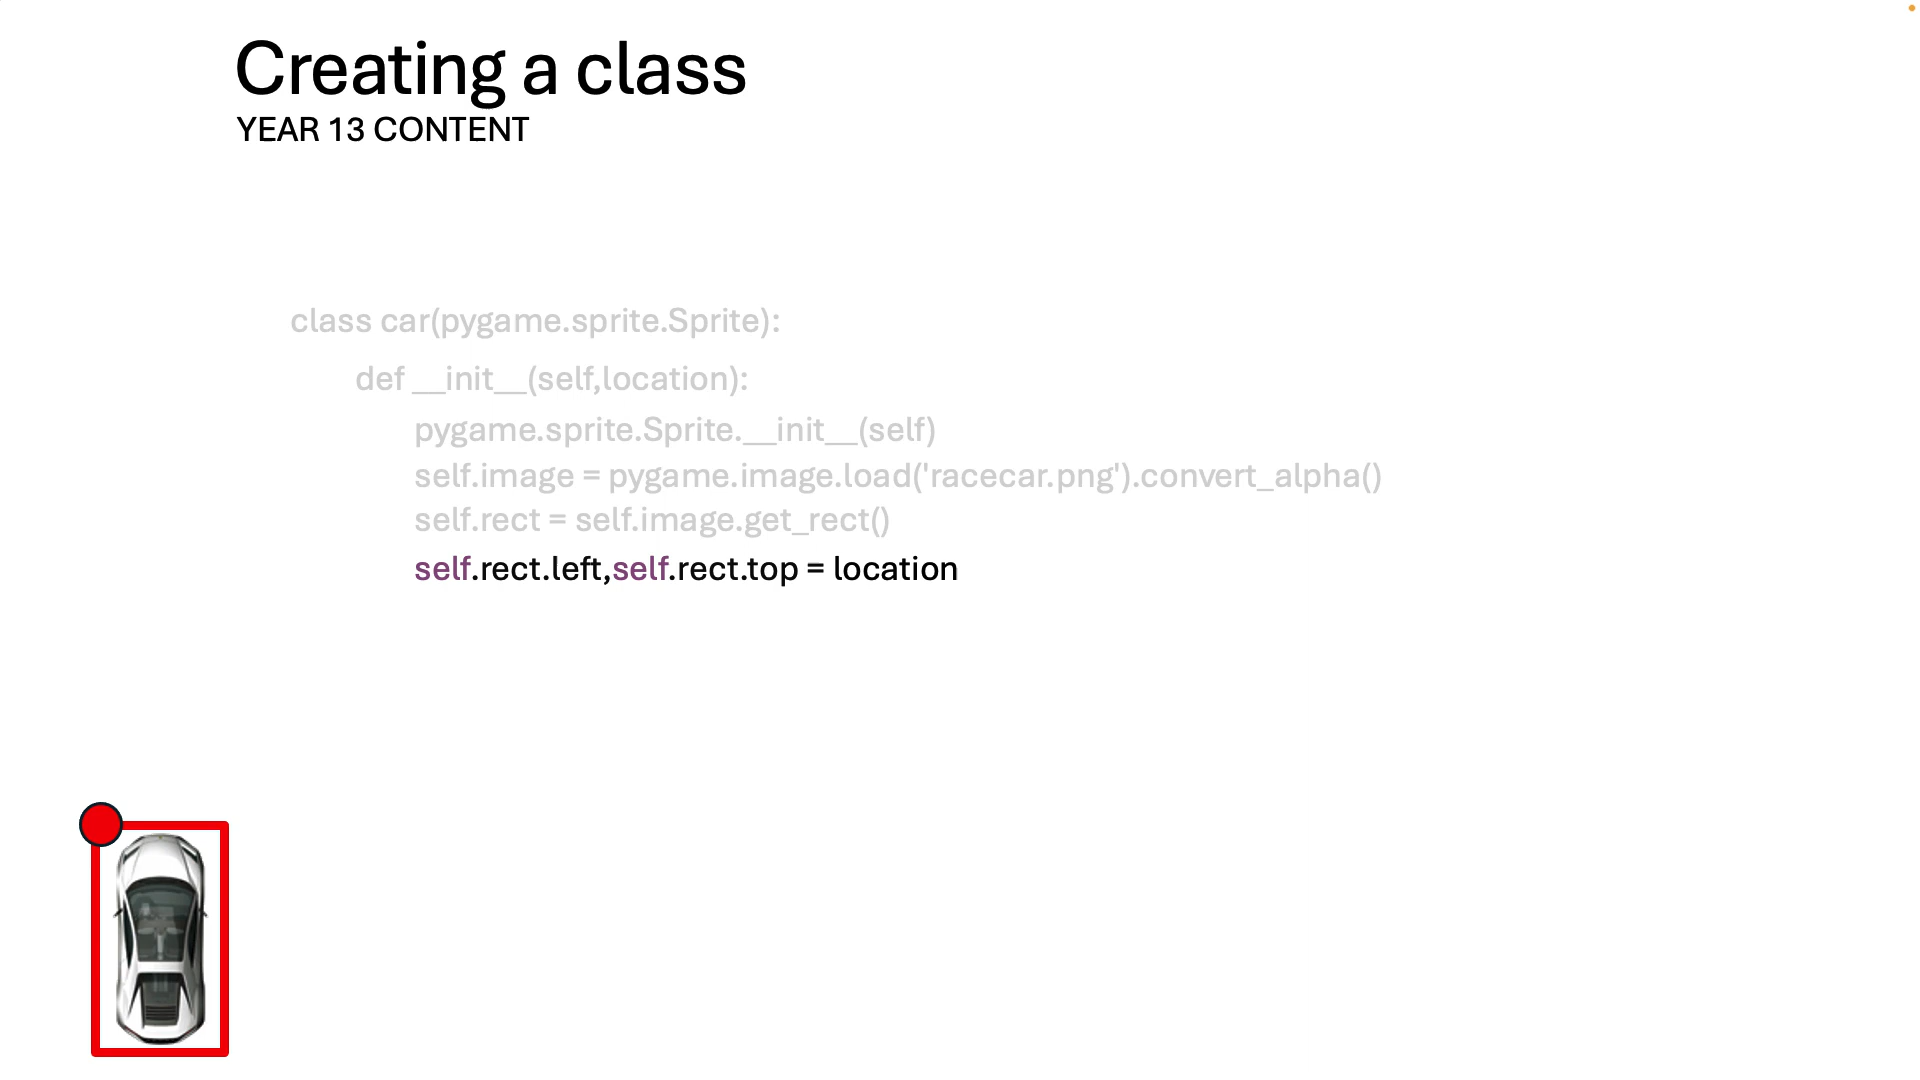 Creating a class
YEAR 13 CONTENT
class car(pygame.sprite.Sprite):
def __init__(self,location):
pygame.sprite.Sprite.__init__(self)
self.image = pygame.image.load('racecar.png').convert_alpha()
self.rect = self.image.get_rect()
self.rect.left,self.rect.top = location